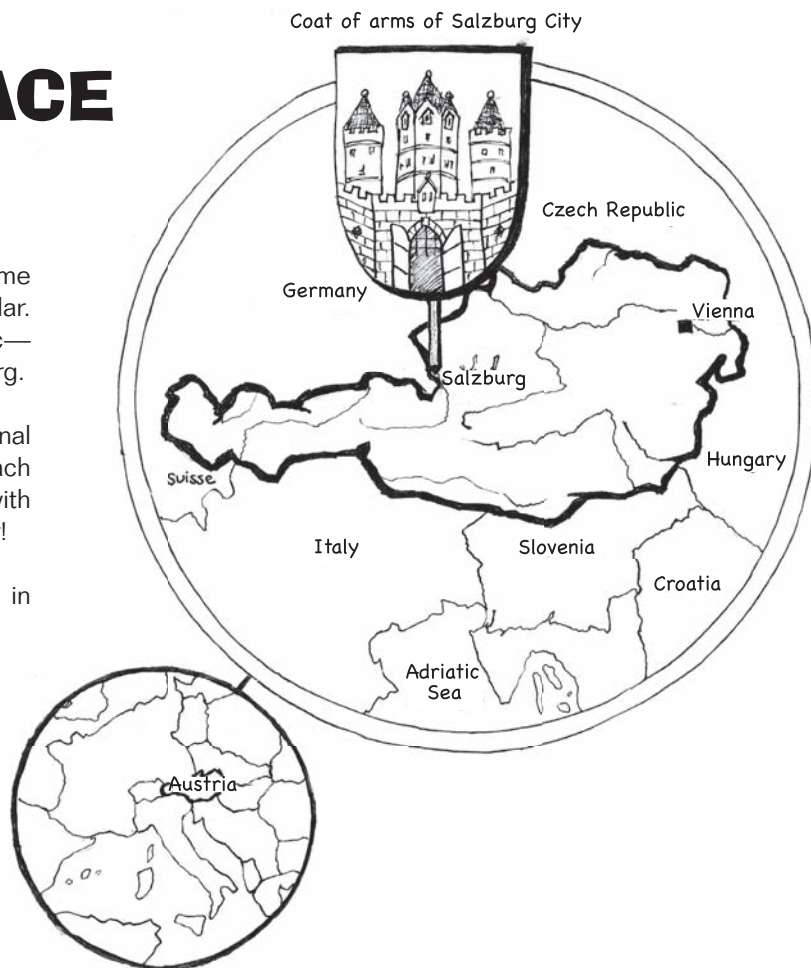 Coat of arms of Salzburg City
ACE
me
lar.
c—
rg.
nal
ach
with
!
in
Czech Republic
Germany
Vienna
Salzburg
Suisse
Hungary
Italy
Slovenia
Croatia
Adriatic
Sea
Austria